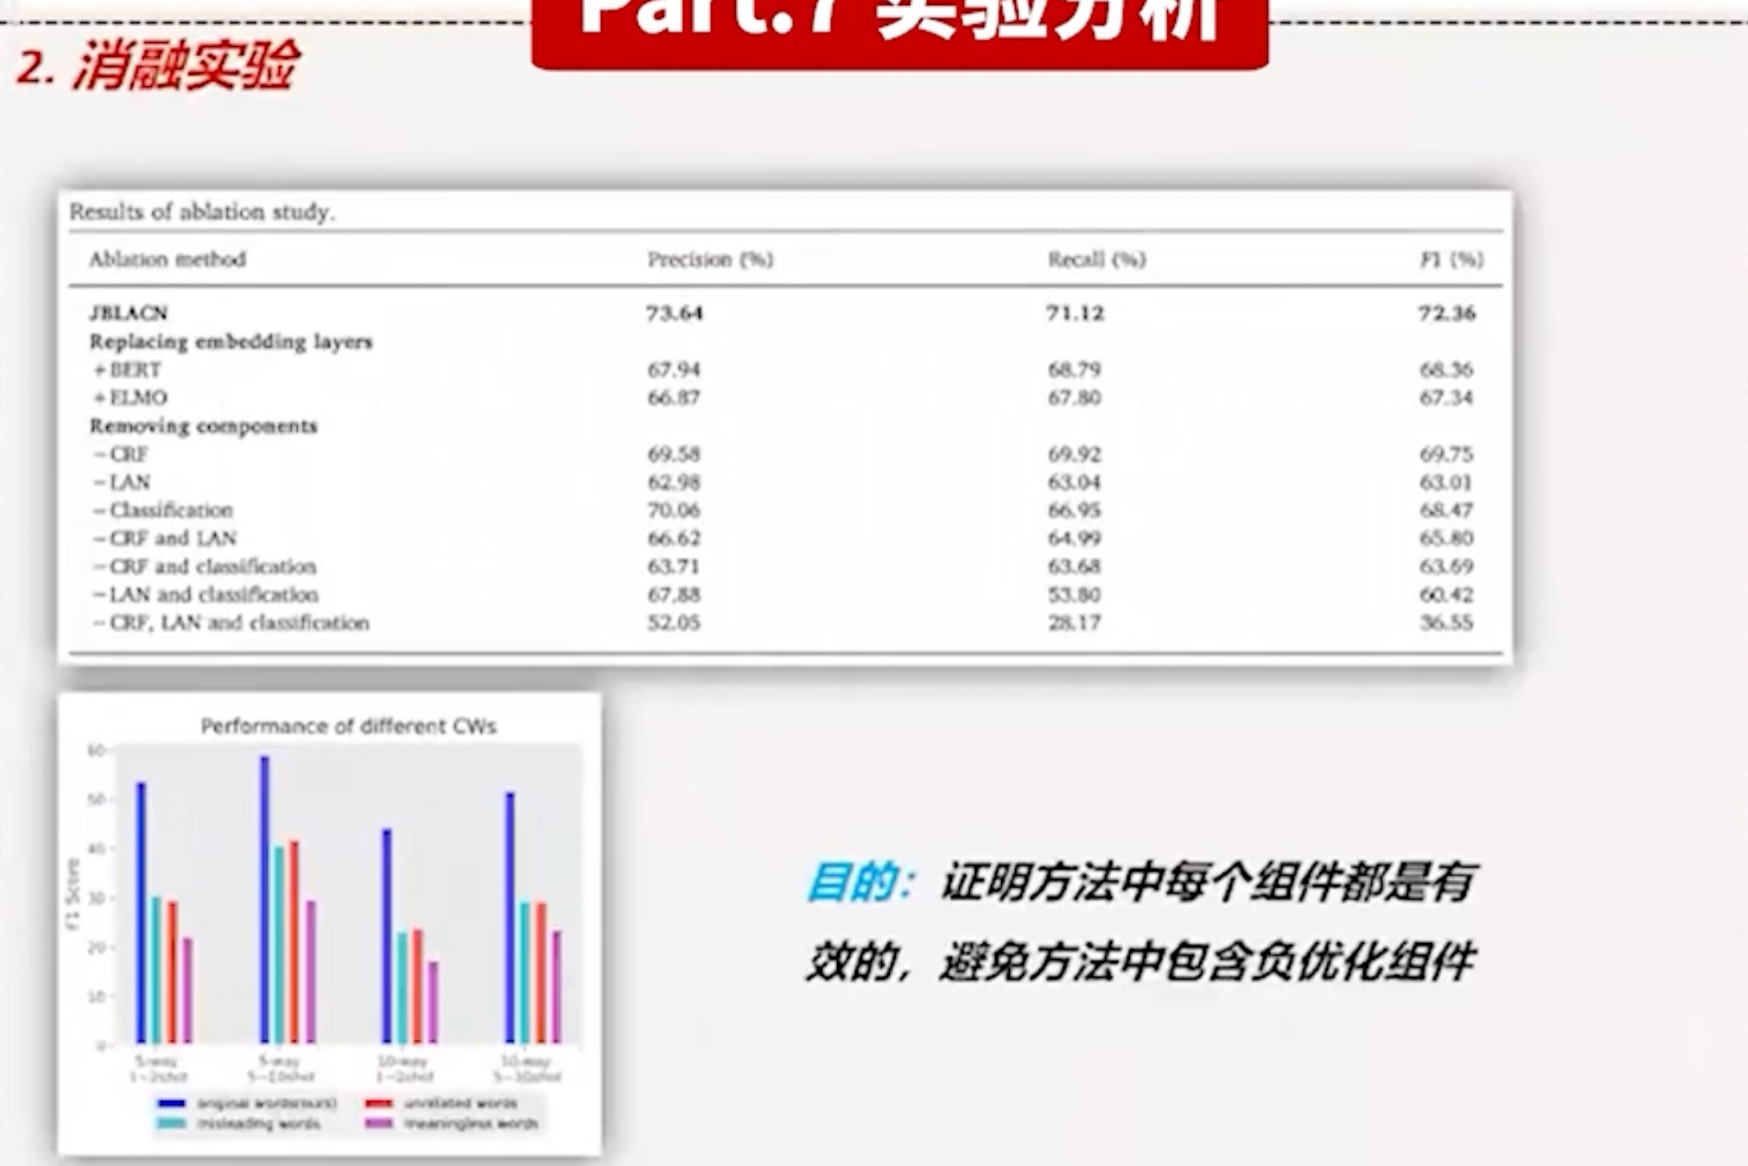 Part.7 实验分析
2. 消融实验
Results of ablation study.
Ablation method Precision (%) Recall (%) F1 (%)
JBLACN 73.64 71.12 72.36
Replacing embedding layers
+BERT 67.94 68.79 68.36
+ELMO 66.87 67.80 67.34
Removing components
−CRF 69.58 69.92 69.75
−LAN 62.98 63.04 63.01
−Classification 70.06 66.95 68.47
−CRF and LAN 66.62 64.99 65.80
−CRF and classification 63.71 63.68 63.69
−LAN and classification 67.88 53.80 60.42
−CRF, LAN and classification 52.05 28.17 36.55
Performance of different CWs
60
50
40
30
20
10
0
F1 Score
5-way 5-way 10-way 10-way
1~2shot 5~10shot 1~2shot 5~10shot
original words(ours) unrelated words
misleading words meaningless words
目的：证明方法中每个组件都是有
效的，避免方法中包含负优化组件